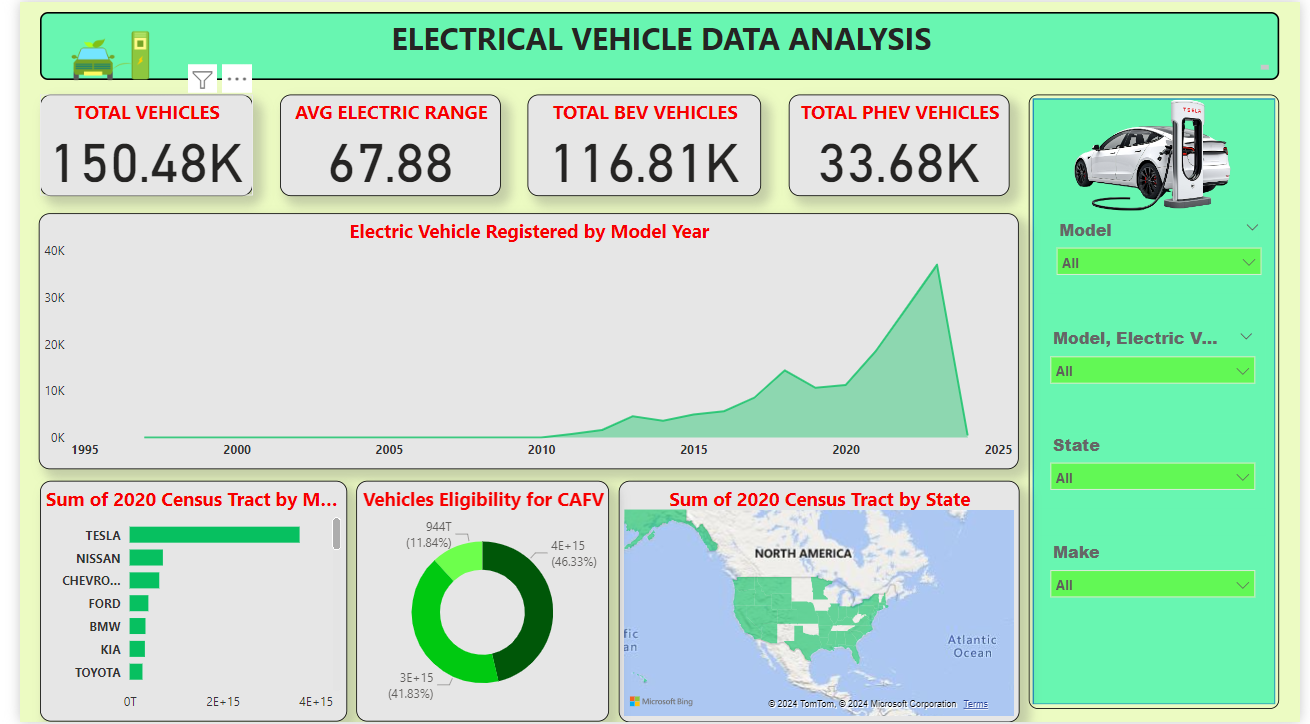 ELECTRICAL VEHICLE DATA ANALYSIS
TOTAL VEHICLES
150.48K
AVG ELECTRIC RANGE
67.88
TOTAL BEV VEHICLES
116.81K
TOTAL PHEV VEHICLES
33.68K
TESLA
Model
All
Model, Electric V...
All
State
All
Make
All
Electric Vehicle Registered by Model Year
40K
30K
20K
10K
0K
1995 2000 2005 2010 2015 2020 2025
Sum of 2020 Census Tract by M...
TESLA
NISSAN
CHEVRO...
FORD
BMW
KIA
TOYOTA
0T 2E+15 4E+15
Vehicles Eligibility for CAFV
944T
(11.84%)
4E+15
(46.33%)
3E+15
(41.83%)
Sum of 2020 Census Tract by State
NORTH AMERICA
fic
an
Atlantic
Ocean
Microsoft Bing
© 2024 TomTom, © 2024 Microsoft Corporation Terms